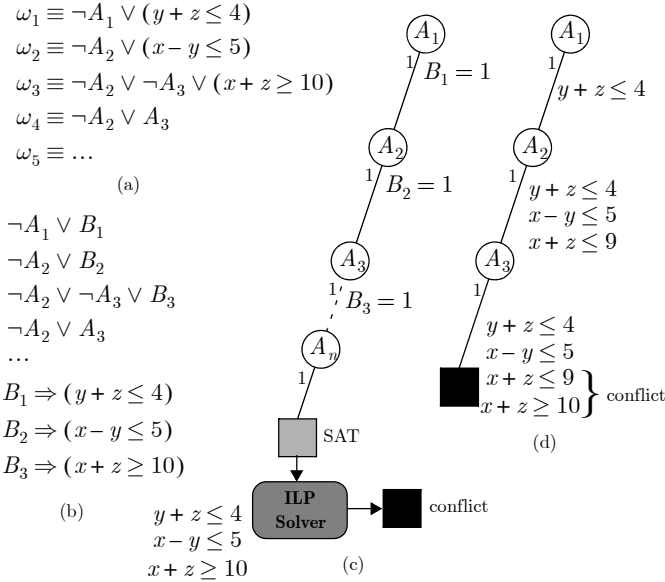 ω₁ ≡ ¬A₁ ∨ (y + z ≤ 4)
ω₂ ≡ ¬A₂ ∨ (x − y ≤ 5)
ω₃ ≡ ¬A₂ ∨ ¬A₃ ∨ (x + z ≥ 10)
ω₄ ≡ ¬A₂ ∨ A₃
ω₅ ≡ ...
(a)
¬A₁ ∨ B₁
¬A₂ ∨ B₂
¬A₂ ∨ ¬A₃ ∨ B₃
¬A₂ ∨ A₃
...
B₁ ⇒ (y + z ≤ 4)
B₂ ⇒ (x − y ≤ 5)
B₃ ⇒ (x + z ≥ 10)
(b)
A₁
1
B₁ = 1
A₂
1
B₂ = 1
A₃
1
B₃ = 1
Aₙ
1
SAT
ILP
Solver
conflict
y + z ≤ 4
x − y ≤ 5
x + z ≥ 10
(c)
A₁
1
y + z ≤ 4
A₂
1
y + z ≤ 4
x − y ≤ 5
x + z ≤ 9
A₃
1
y + z ≤ 4
x − y ≤ 5
x + z ≤ 9
x + z ≥ 10
} conflict
(d)